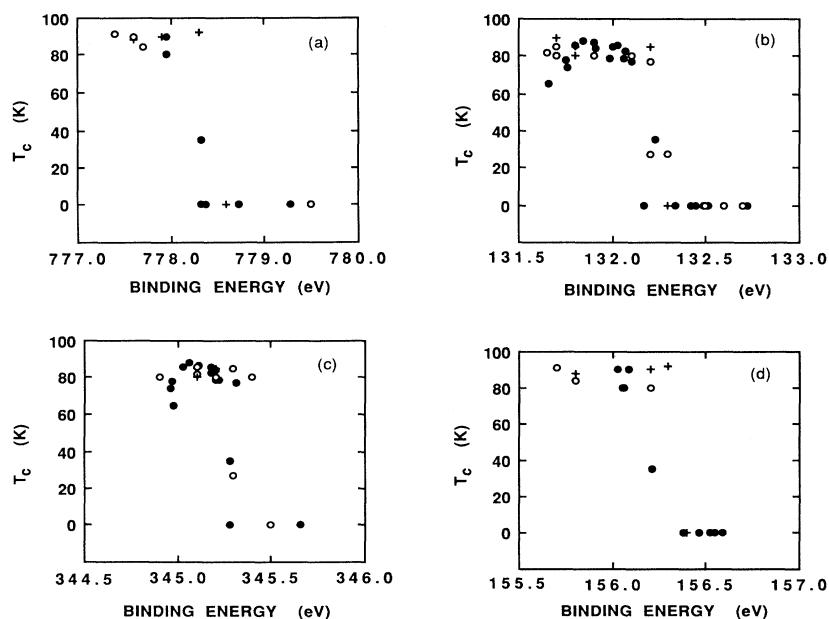 100
80
60
40
20
0
T_c (K)
(a)
777.0 778.0 779.0 780.0
BINDING ENERGY (eV)
100
80
60
40
20
0
T_c (K)
(b)
131.5 132.0 132.5 133.0
BINDING ENERGY (eV)
100
80
60
40
20
0
T_c (K)
(c)
344.5 345.0 345.5 346.0
BINDING ENERGY (eV)
100
80
60
40
20
0
T_c (K)
(d)
155.5 156.0 156.5 157.0
BINDING ENERGY (eV)